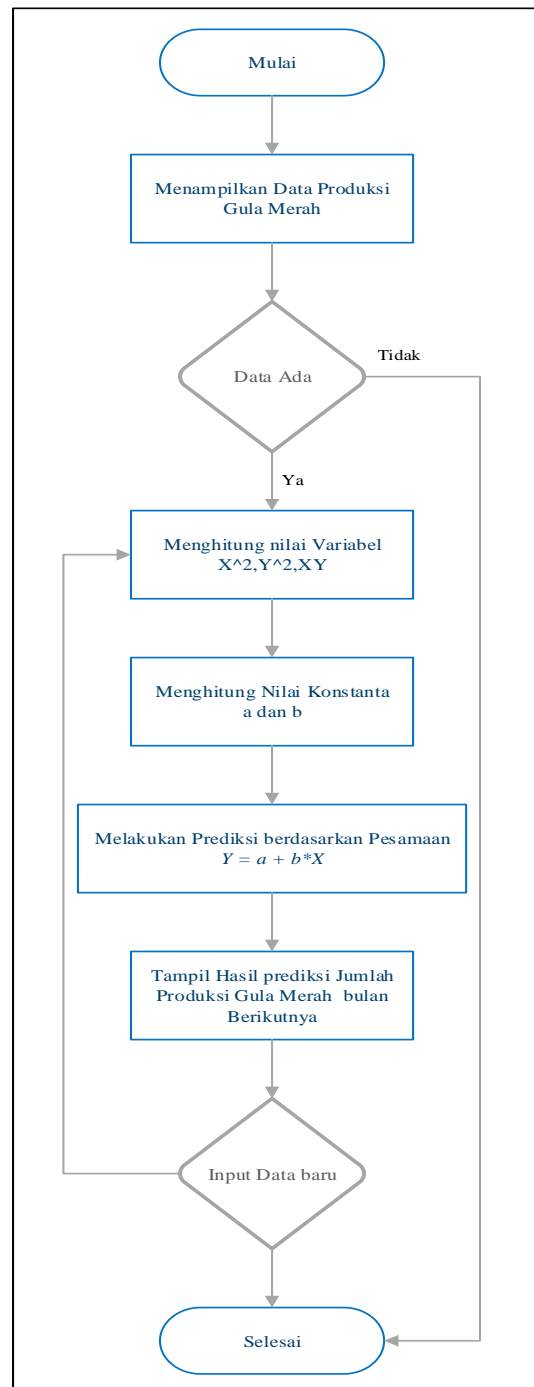 Mulai
Menampilkan Data Produksi
Gula Merah
Data Ada
Tidak
Ya
Menghitung nilai Variabel
X^2,Y^2,XY
Menghitung Nilai Konstanta
a dan b
Melakukan Prediksi berdasarkan Pesamaan
Y = a + b*X
Tampil Hasil prediksi Jumlah
Produksi Gula Merah bulan
Berikutnya
Input Data baru
Selesai